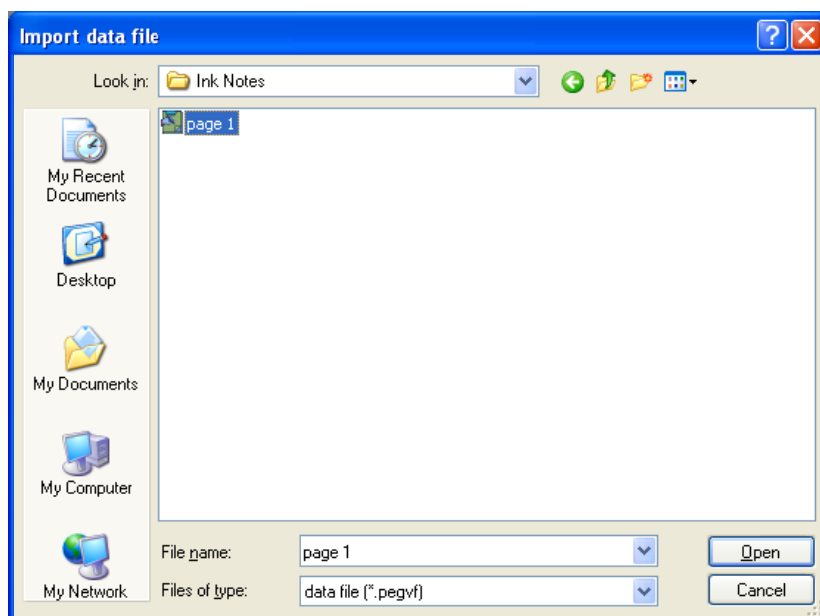 Import data file
Look in: Ink Notes
page 1
My Recent
Documents
Desktop
My Documents
My Computer
My Network
File name: page 1 Open
Files of type: data file (*.pegvf) Cancel